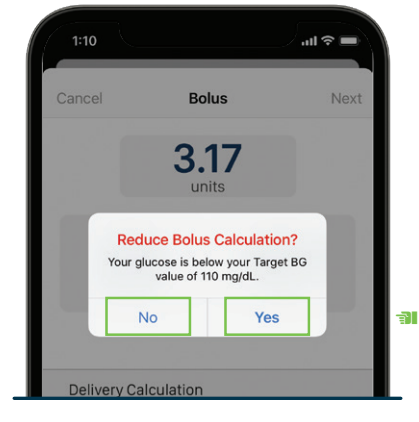 1:10
Cancel Bolus Next
3.17
units
Reduce Bolus Calculation?
Your glucose is below your Target BG
value of 110 mg/dL.
No Yes
Delivery Calculation